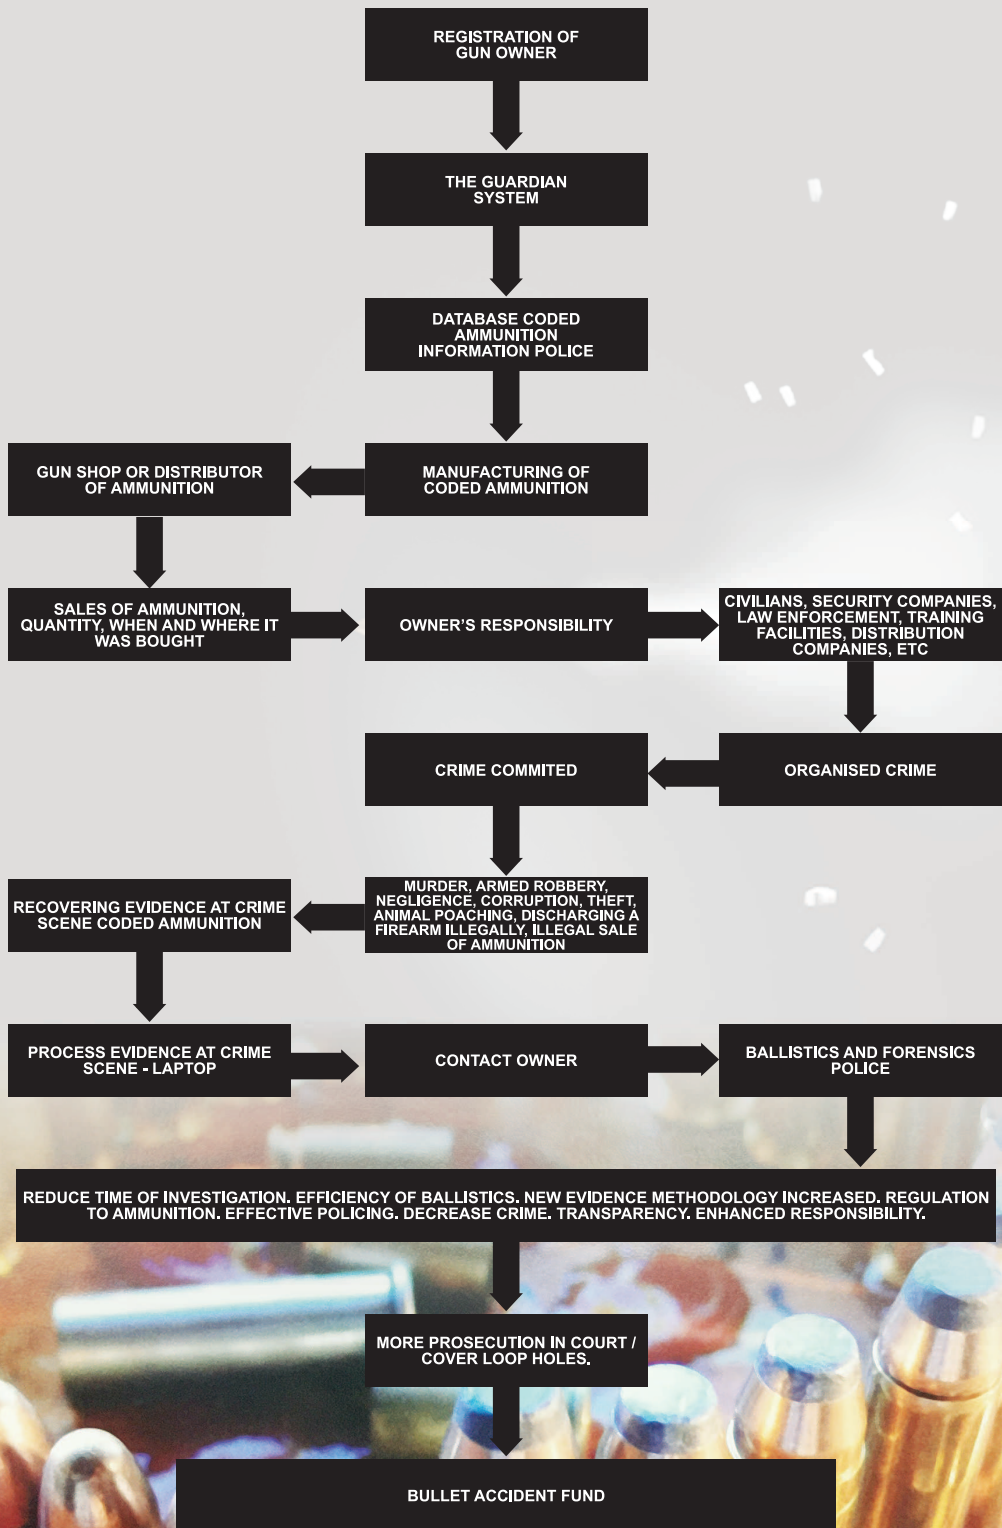 REGISTRATION OF
GUN OWNER
THE GUARDIAN
SYSTEM
DATABASE CODED
AMMUNITION
INFORMATION POLICE
MANUFACTURING OF
CODED AMMUNITION
GUN SHOP OR DISTRIBUTOR
OF AMMUNITION
SALES OF AMMUNITION,
QUANTITY, WHEN AND WHERE IT
WAS BOUGHT
OWNER'S RESPONSIBILITY
CIVILIANS, SECURITY COMPANIES,
LAW ENFORCEMENT, TRAINING
FACILITIES, DISTRIBUTION
COMPANIES, ETC
ORGANISED CRIME
CRIME COMMITED
MURDER, ARMED ROBBERY,
NEGLIGENCE, CORRUPTION, THEFT,
ANIMAL POACHING, DISCHARGING A
FIREARM ILLEGALLY, ILLEGAL SALE
OF AMMUNITION
RECOVERING EVIDENCE AT CRIME
SCENE CODED AMMUNITION
PROCESS EVIDENCE AT CRIME
SCENE - LAPTOP
CONTACT OWNER
BALLISTICS AND FORENSICS
POLICE
REDUCE TIME OF INVESTIGATION. EFFICIENCY OF BALLISTICS. NEW EVIDENCE METHODOLOGY INCREASED. REGULATION
TO AMMUNITION. EFFECTIVE POLICING. DECREASE CRIME. TRANSPARENCY. ENHANCED RESPONSIBILITY.
MORE PROSECUTION IN COURT /
COVER LOOP HOLES.
BULLET ACCIDENT FUND